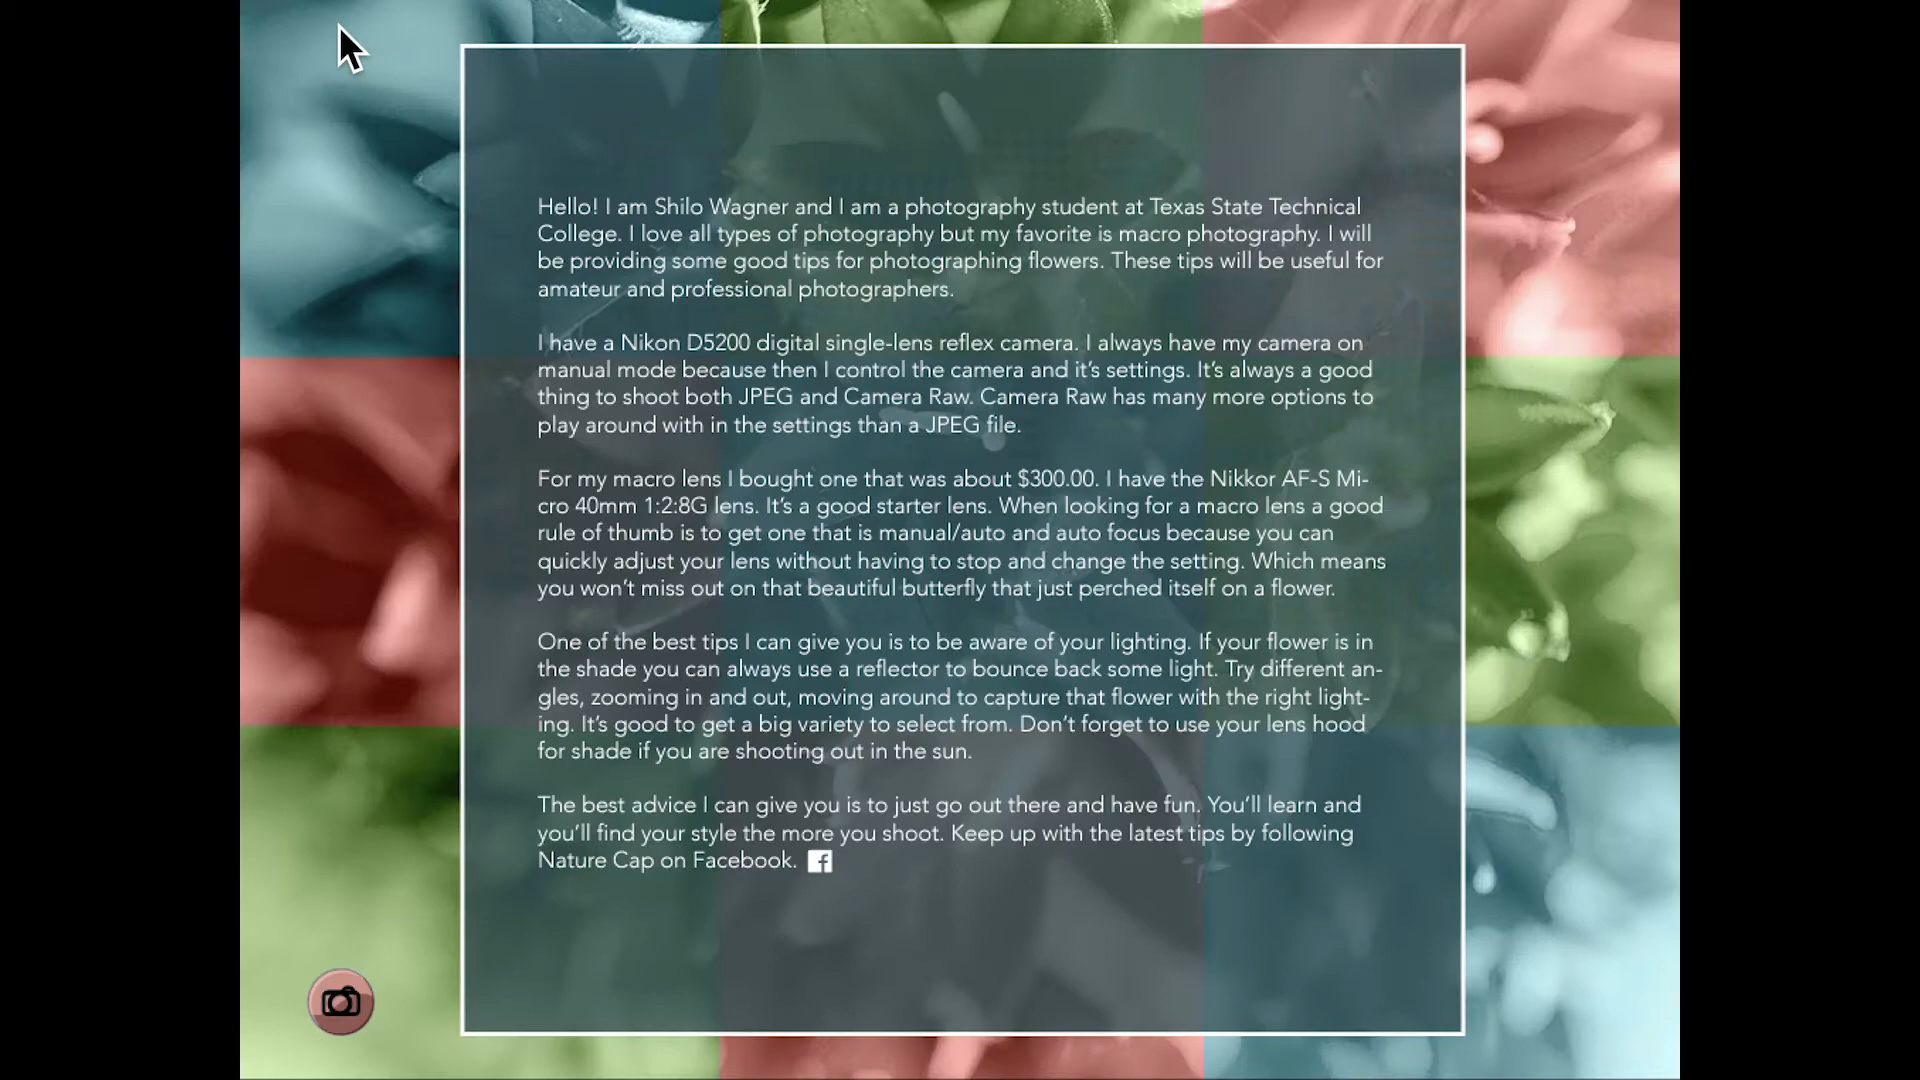 Hello! I am Shilo Wagner and I am a photography student at Texas State Technical
College. I love all types of photography but my favorite is macro photography. I will
be providing some good tips for photographing flowers. These tips will be useful for
amateur and professional photographers.
I have a Nikon D5200 digital single-lens reflex camera. I always have my camera on
manual mode because then I control the camera and it's settings. It's always a good
thing to shoot both JPEG and Camera Raw. Camera Raw has many more options to
play around with in the settings than a JPEG file.
For my macro lens I bought one that was about $300.00. I have the Nikkor AF-S Mi-
cro 40mm 1:2:8G lens. It's a good starter lens. When looking for a macro lens a good
rule of thumb is to get one that is manual/auto and auto focus because you can
quickly adjust your lens without having to stop and change the setting. Which means
you won't miss out on that beautiful butterfly that just perched itself on a flower.
One of the best tips I can give you is to be aware of your lighting. If your flower is in
the shade you can always use a reflector to bounce back some light. Try different an-
gles, zooming in and out, moving around to capture that flower with the right light-
ing. It's good to get a big variety to select from. Don't forget to use your lens hood
for shade if you are shooting out in the sun.
The best advice I can give you is to just go out there and have fun. You'll learn and
you'll find your style the more you shoot. Keep up with the latest tips by following
Nature Cap on Facebook.